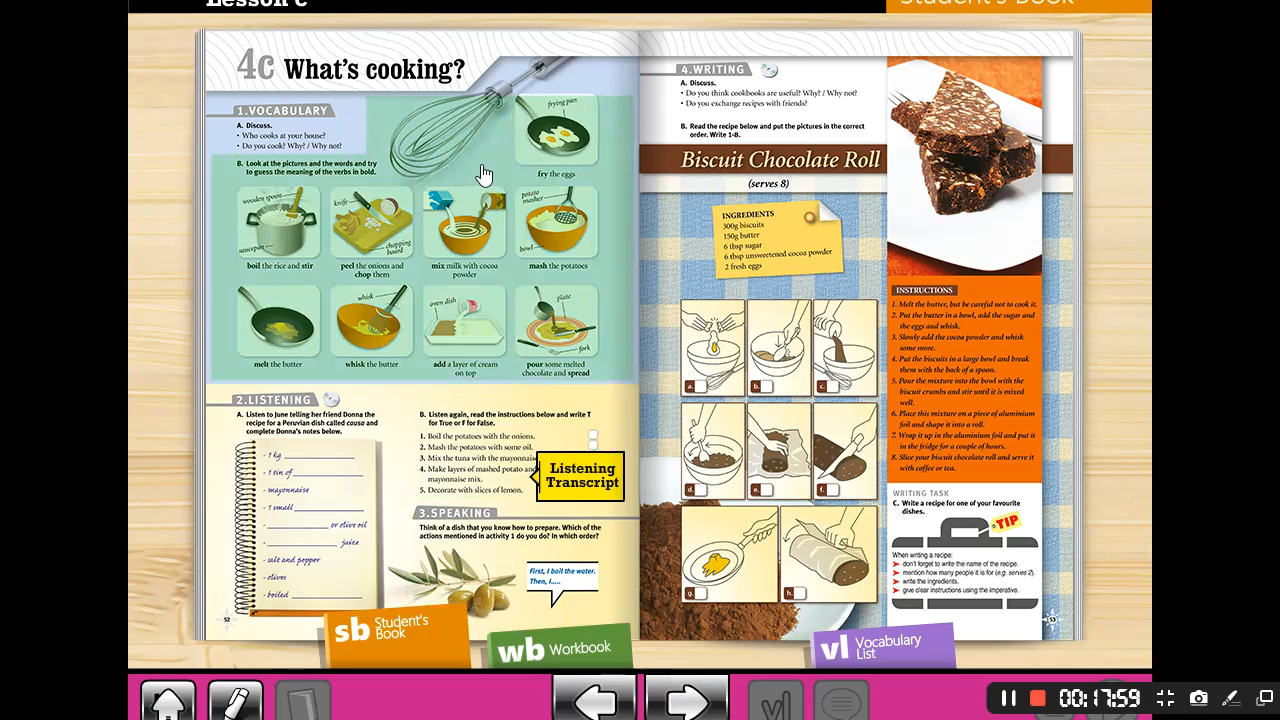 Lesson c
Student's Book
4c What's cooking?
1.VOCABULARY
A. Discuss.
• Who cooks at your house?
• Do you cook? Why? / Why not?
B. Look at the pictures and the words and try
to guess the meaning of the verbs in bold.
frying pan
fry the eggs
wooden spoon
saucepan
boil the rice and stir
knife
chopping
board
peel the onions and
chop them
mix milk with cocoa
powder
potato
masher
bowl
mash the potatoes
melt the butter
whisk
whisk the butter
oven dish
add a layer of cream
on top
plate
fork
pour some melted
chocolate and spread
2.LISTENING
A. Listen to June telling her friend Donna the
recipe for a Peruvian dish called causa and
complete Donna's notes below.
- 1 kg
- 1 tin of
- mayonnaise
- 1 small
- or olive oil
- juice
- salt and pepper
- olives
- boiled
B. Listen again, read the instructions below and write T
for True or F for False.
1. Boil the potatoes with the onions.
2. Mash the potatoes with some oil.
3. Mix the tuna with the mayonnaise
4. Make layers of mashed potato and
mayonnaise mix.
5. Decorate with slices of lemon.
Listening
Transcript
3.SPEAKING
Think of a dish that you know how to prepare. Which of the
actions mentioned in activity 1 do you do? In which order?
First, I boil the water.
Then, I.....
52
4.WRITING
A. Discuss.
• Do you think cookbooks are useful? Why? / Why not?
• Do you exchange recipes with friends?
B. Read the recipe below and put the pictures in the correct
order. Write 1-8.
Biscuit Chocolate Roll
(serves 8)
INGREDIENTS
300g biscuits
150g butter
6 tbsp sugar
6 tbsp unsweetened cocoa powder
2 fresh eggs
a.
b.
c.
d.
e.
f.
g.
h.
INSTRUCTIONS
1. Melt the butter, but be careful not to cook it.
2. Put the butter in a bowl, add the sugar and
the eggs and whisk.
3. Slowly add the cocoa powder and whisk
some more.
4. Put the biscuits in a large bowl and break
them with the back of a spoon.
5. Pour the mixture into the bowl with the
biscuit crumbs and stir until it is mixed
well.
6. Place this mixture on a piece of aluminium
foil and shape it into a roll.
7. Wrap it up in the aluminium foil and put it
in the fridge for a couple of hours.
8. Slice your biscuit chocolate roll and serve it
with coffee or tea.
WRITING TASK
C. Write a recipe for one of your favourite
dishes.
TIP
When writing a recipe:
➤ don't forget to write the name of the recipe.
➤ mention how many people it is for (e.g. serves 2).
➤ write the ingredients.
➤ give clear instructions using the imperative.
53
sb Student's
Book
wb Workbook
vl Vocabulary
List
vl
00:17:59